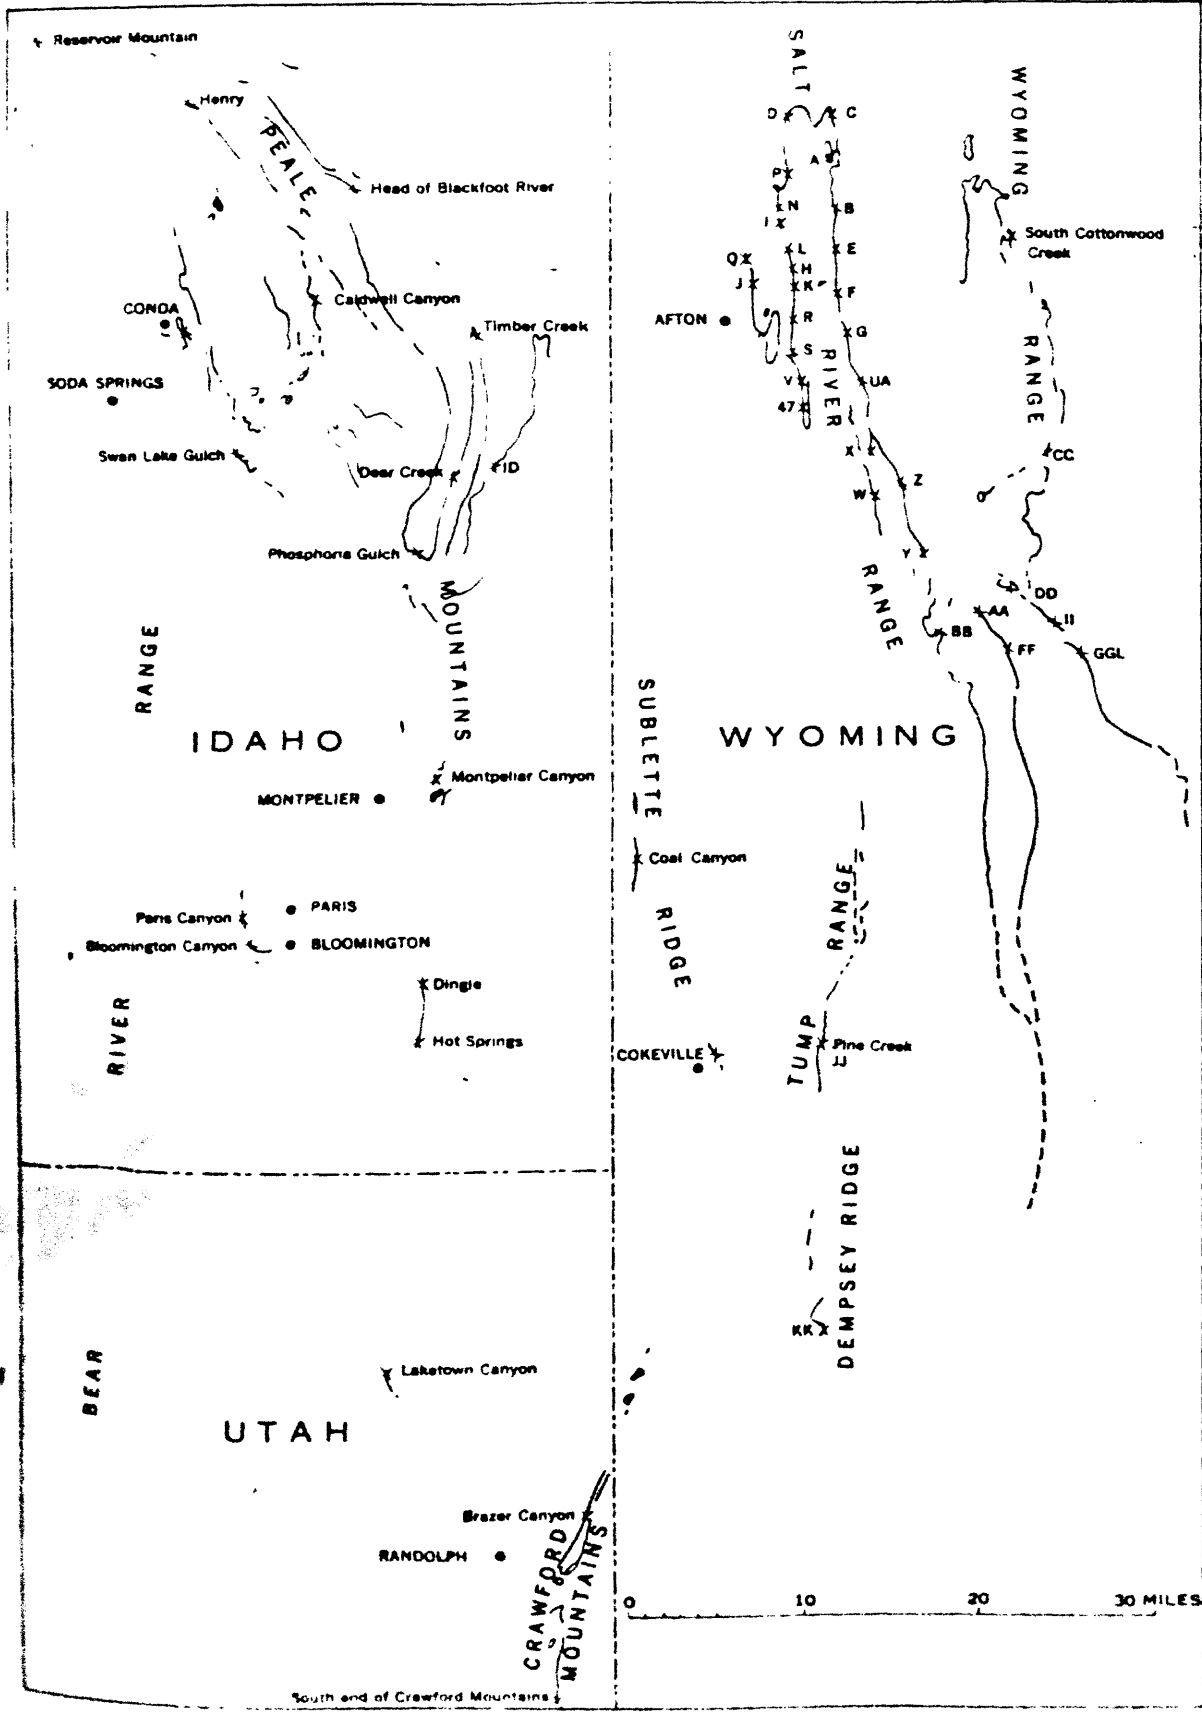 Reservoir Mountain
Henry
PEALE
Head of Blackfoot River
Caldwell Canyon
CONDA
Timber Creek
SODA SPRINGS
Swan Lake Gulch
Dear Creek
ID
Phosphoria Gulch
MOUNTAINS
RANGE
IDAHO
Montpelier Canyon
MONTPELIER
Paris Canyon
PARIS
Bloomington Canyon
BLOOMINGTON
Dingle
RIVER
Hot Springs
BEAR
Laketown Canyon
UTAH
Brazer Canyon
RANDOLPH
CRAWFORD
MOUNTAINS
South end of Crawford Mountains
SALT
WYOMING
D
C
A
P
N
B
I
South Cottonwood
Creek
L
E
Q
H
J
K
F
AFTON
R
G
S
RIVER
RANGE
V
UA
47
X
CC
Z
W
Y
RANGE
DD
AA
II
BB
FF
GGL
SUBLETTE
WYOMING
Coal Canyon
RANGE
RIDGE
TUMP
Pine Creek
COKEVILLE
DEMPSEY RIDGE
KK
0
10
20
30 MILES